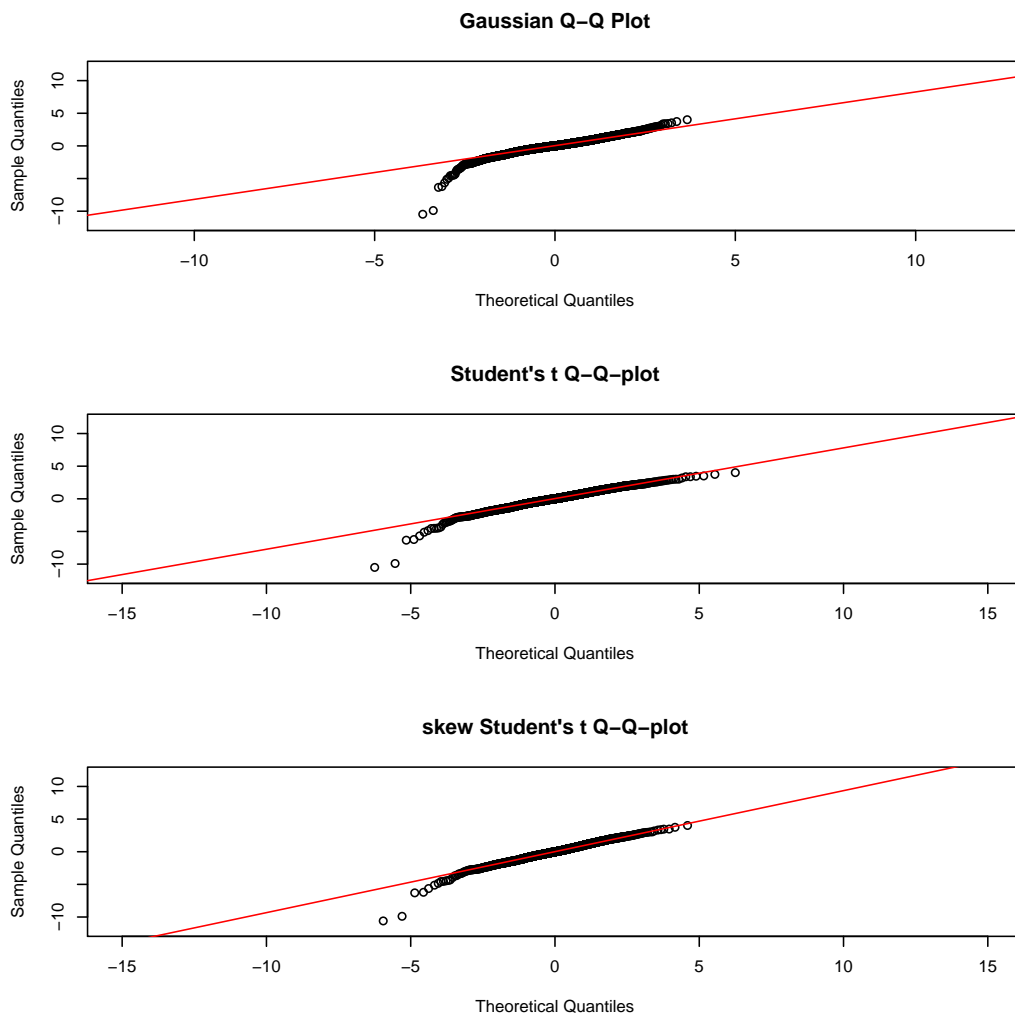 Gaussian Q−Q Plot
Sample Quantiles
10
5
0
−10
−10 −5 0 5 10
Theoretical Quantiles
Student's t Q−Q−plot
Sample Quantiles
10
5
0
−10
−15 −10 −5 0 5 10 15
Theoretical Quantiles
skew Student's t Q−Q−plot
Sample Quantiles
10
5
0
−10
−15 −10 −5 0 5 10 15
Theoretical Quantiles